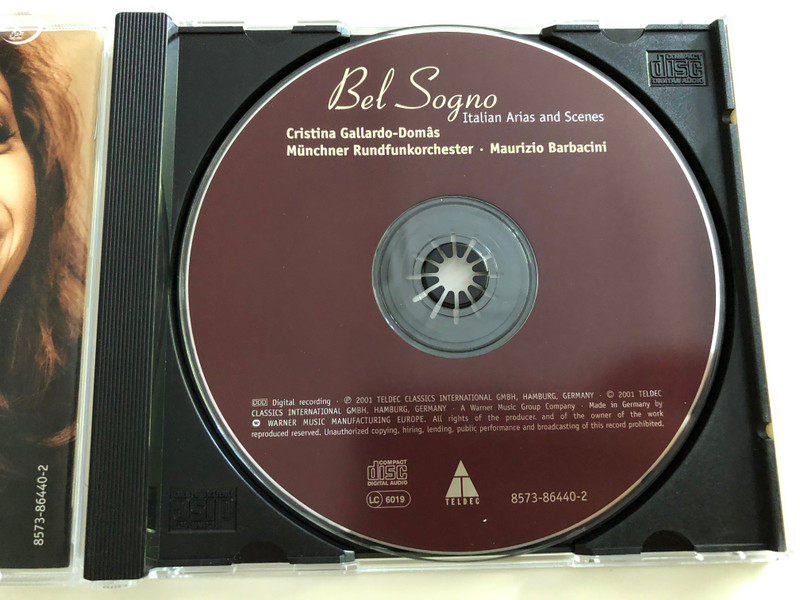 Bel Sogno
Italian Arias and Scenes
Cristina Gallardo-Domâs
Münchner Rundfunkorchester · Maurizio Barbacini
DDD Digital recording · ℗ 2001 TELDEC CLASSICS INTERNATIONAL GMBH, HAMBURG, GERMANY · © 2001 TELDEC
CLASSICS INTERNATIONAL GMBH, HAMBURG, GERMANY · A Warner Music Group Company · Made in Germany by
WARNER MUSIC MANUFACTURING EUROPE. All rights of the producer, and of the owner of the work
reproduced reserved. Unauthorized copying, hiring, lending, public performance and broadcasting of this record prohibited.
COMPACT
disc
DIGITAL AUDIO
LC 6019
TELDEC
8573-86440-2
COMPACT
disc
DIGITAL AUDIO
8573-86440-2